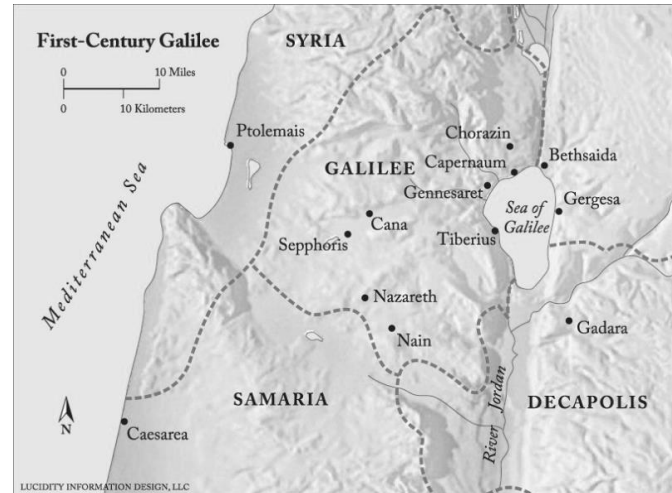 First-Century Galilee
0 10 Miles
0 10 Kilometers
SYRIA
Ptolemais
Chorazin
Bethsaida
GALILEE
Capernaum
Gennesaret
Gergesa
Sea of
Galilee
Cana
Sepphoris
Tiberius
Mediterranean Sea
Nazareth
Nain
Gadara
SAMARIA
River Jordan
DECAPOLIS
N
Caesarea
LUCIDITY INFORMATION DESIGN, LLC